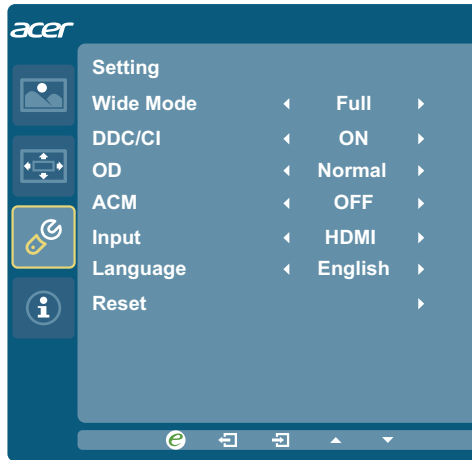 acer
Setting
Wide Mode Full
DDC/CI ON
OD Normal
ACM OFF
Input HDMI
Language English
Reset
i
e